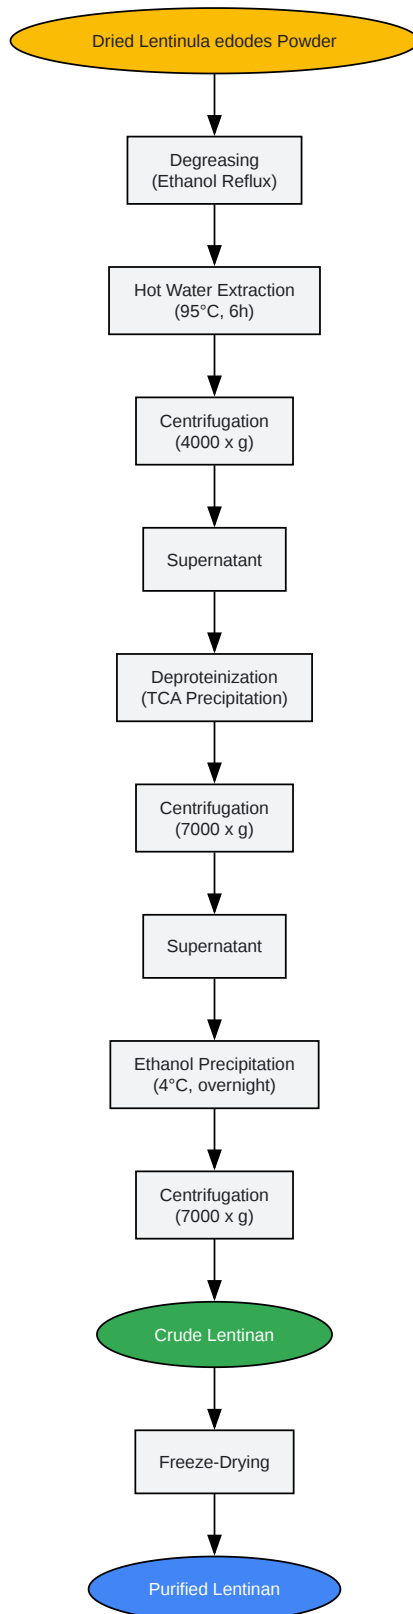 Dried Lentinula edodes Powder
Degreasing
(Ethanol Reflux)
Hot Water Extraction
(95°C, 6h)
Centrifugation
(4000 x g)
Supernatant
Deproteinization
(TCA Precipitation)
Centrifugation
(7000 x g)
Supernatant
Ethanol Precipitation
(4°C, overnight)
Centrifugation
(7000 x g)
Crude Lentinan
Freeze-Drying
Purified Lentinan